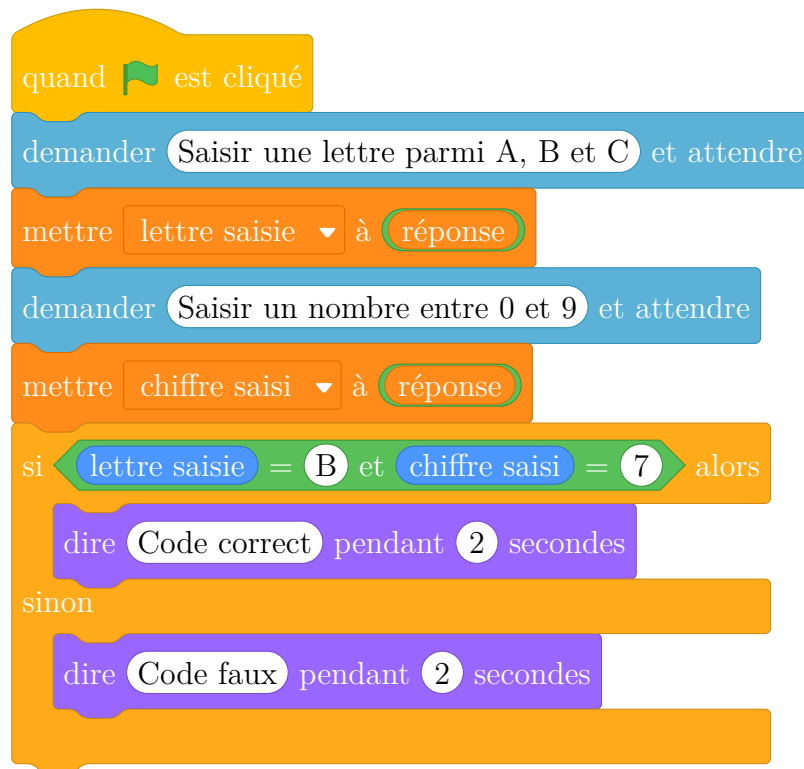 quand est cliqué
demander Saisir une lettre parmi A, B et C et attendre
mettre lettre saisie à réponse
demander Saisir un nombre entre 0 et 9 et attendre
mettre chiffre saisi à réponse
si lettre saisie = B et chiffre saisi = 7 alors
dire Code correct pendant 2 secondes
sinon
dire Code faux pendant 2 secondes